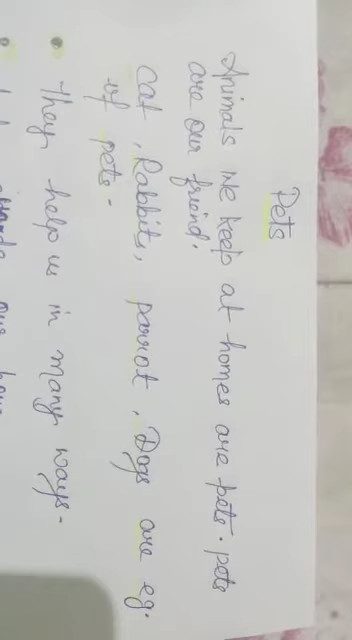 Pets
Animals we keep at homes are pets. pets
are our friend.
Cat, Rabbits, parrot, Dogs are eg.
of pets.
• They help us in many ways.
•